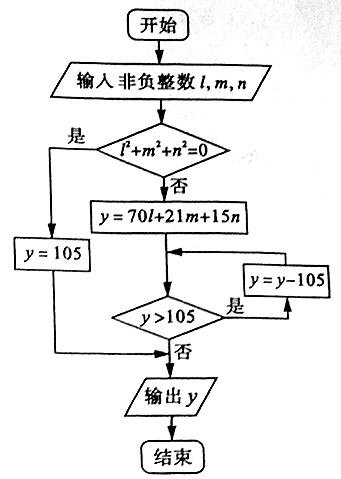 开始
输入非负整数 l, m, n
是
l²+m²+n²=0
否
y = 70l+21m+15n
y = 105
y = y−105
y >105
是
否
输出 y
结束